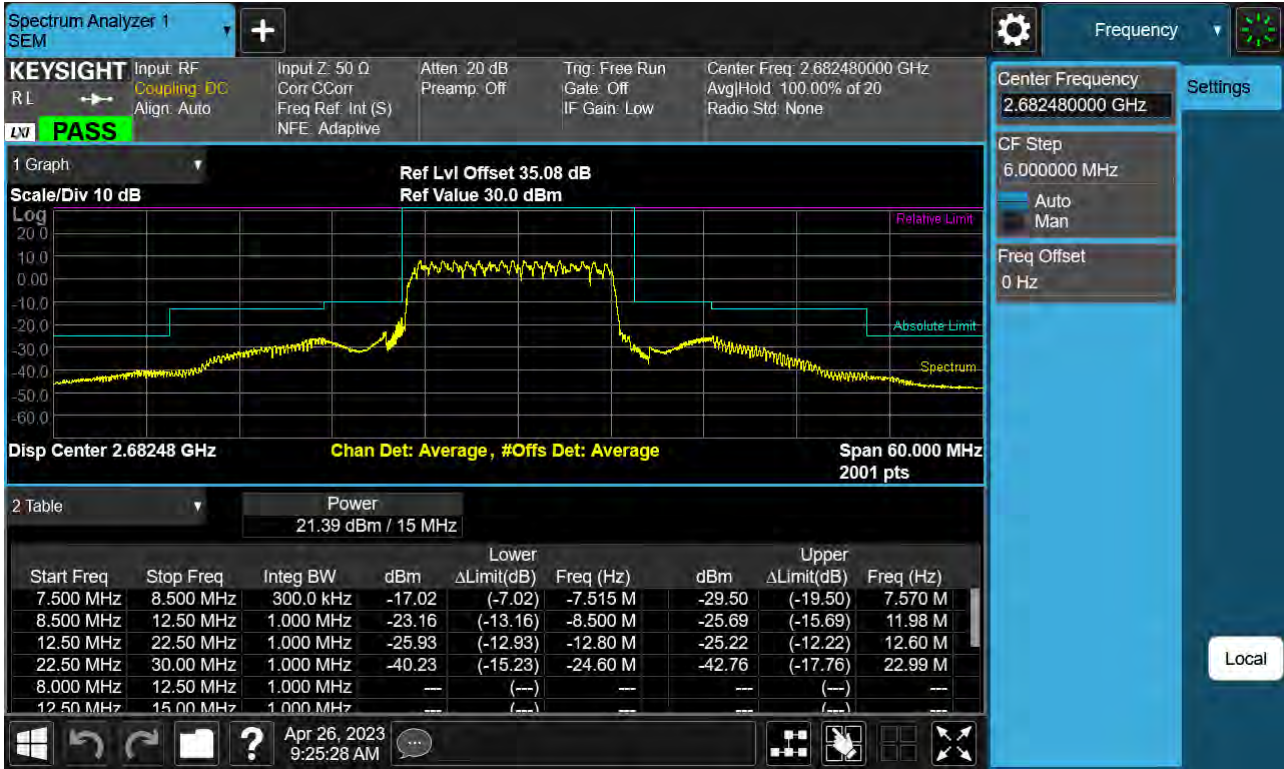 Spectrum Analyzer 1
SEM
+
Frequency
KEYSIGHT
R L
LXI
PASS
Input: RF
Coupling: DC
Align: Auto
Input Z: 50 Ω
Corr CCorr
Freq Ref: Int (S)
NFE: Adaptive
Atten: 20 dB
Preamp: Off
Trig: Free Run
Gate: Off
IF Gain: Low
Center Freq: 2.682480000 GHz
Avg|Hold: 100.00% of 20
Radio Std: None
Center Frequency
2.682480000 GHz
Settings
CF Step
6.000000 MHz
Auto
Man
Freq Offset
0 Hz
1 Graph
Scale/Div 10 dB
Ref Lvl Offset 35.08 dB
Ref Value 30.0 dBm
Log
20.0
10.0
0.00
-10.0
-20.0
-30.0
-40.0
-50.0
-60.0
Relative Limit
Absolute Limit
Spectrum
Disp Center 2.68248 GHz
Chan Det: Average, #Offs Det: Average
Span 60.000 MHz
2001 pts
2 Table
Power
21.39 dBm / 15 MHz
Lower Upper
Start Freq Stop Freq Integ BW dBm ΔLimit(dB) Freq (Hz) dBm ΔLimit(dB) Freq (Hz)
7.500 MHz 8.500 MHz 300.0 kHz -17.02 (-7.02) -7.515 M -29.50 (-19.50) 7.570 M
8.500 MHz 12.50 MHz 1.000 MHz -23.16 (-13.16) -8.500 M -25.69 (-15.69) 11.98 M
12.50 MHz 22.50 MHz 1.000 MHz -25.93 (-12.93) -12.80 M -25.22 (-12.22) 12.60 M
22.50 MHz 30.00 MHz 1.000 MHz -40.23 (-15.23) -24.60 M -42.76 (-17.76) 22.99 M
8.000 MHz 12.50 MHz 1.000 MHz --- (---) --- --- (---) ---
12.50 MHz 15.00 MHz 1.000 MHz --- (---) --- --- (---) ---
Local
?
Apr 26, 2023
9:25:28 AM